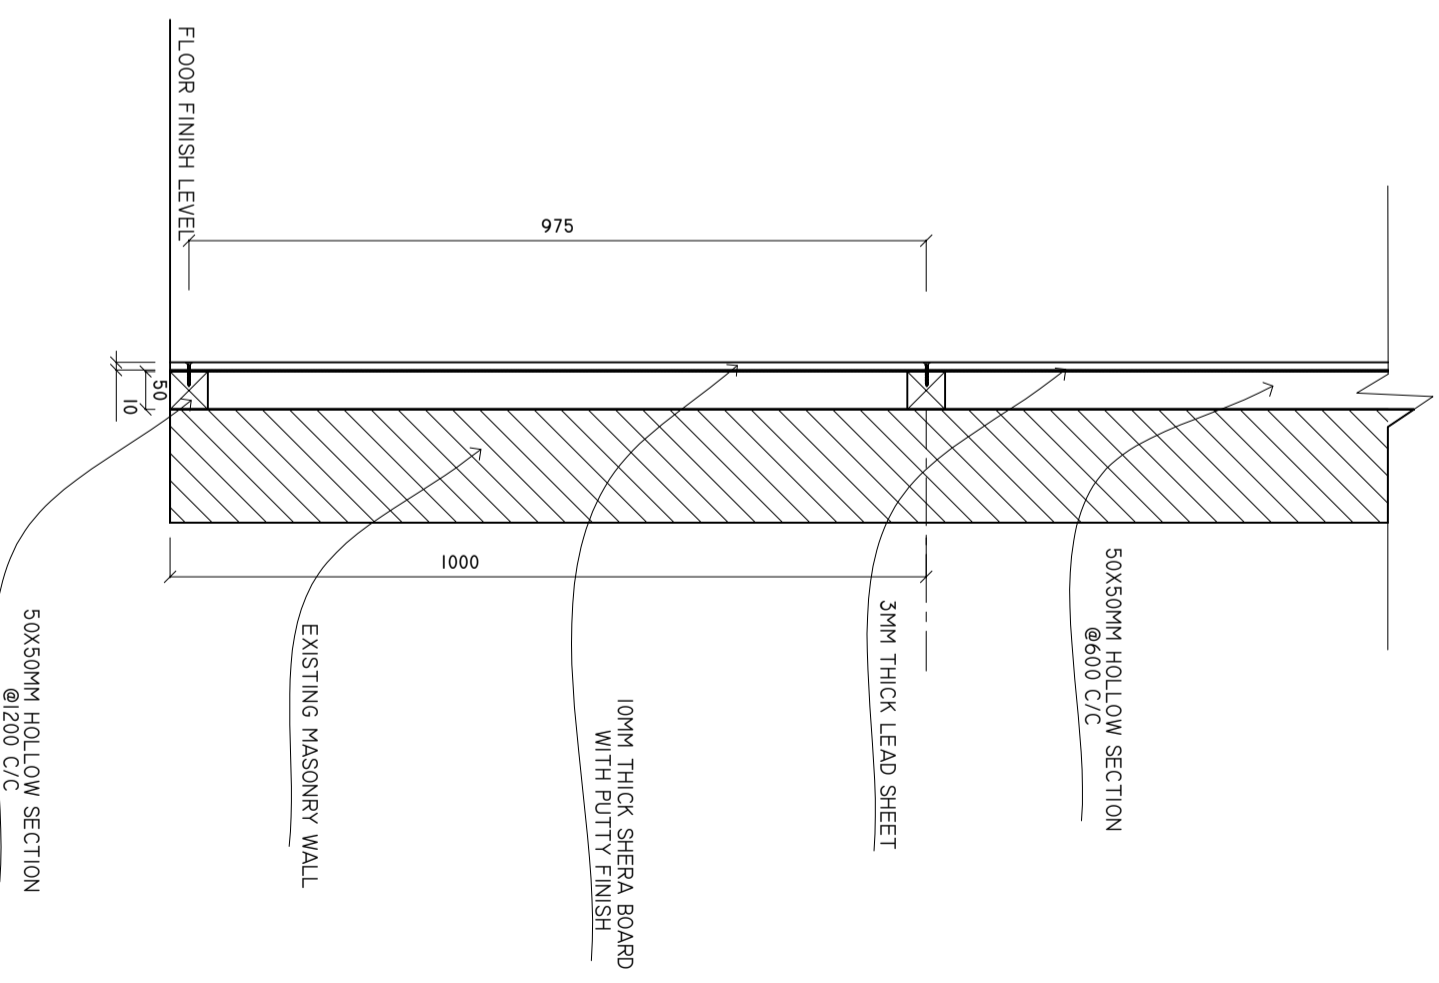 50X50MM HOLLOW SECTION
@600 C/C
3MM THICK LEAD SHEET
10MM THICK SHERA BOARD
WITH PUTTY FINISH
EXISTING MASONRY WALL
50X50MM HOLLOW SECTION
@1200 C/C
975
1000
50
10
FLOOR FINISH LEVEL